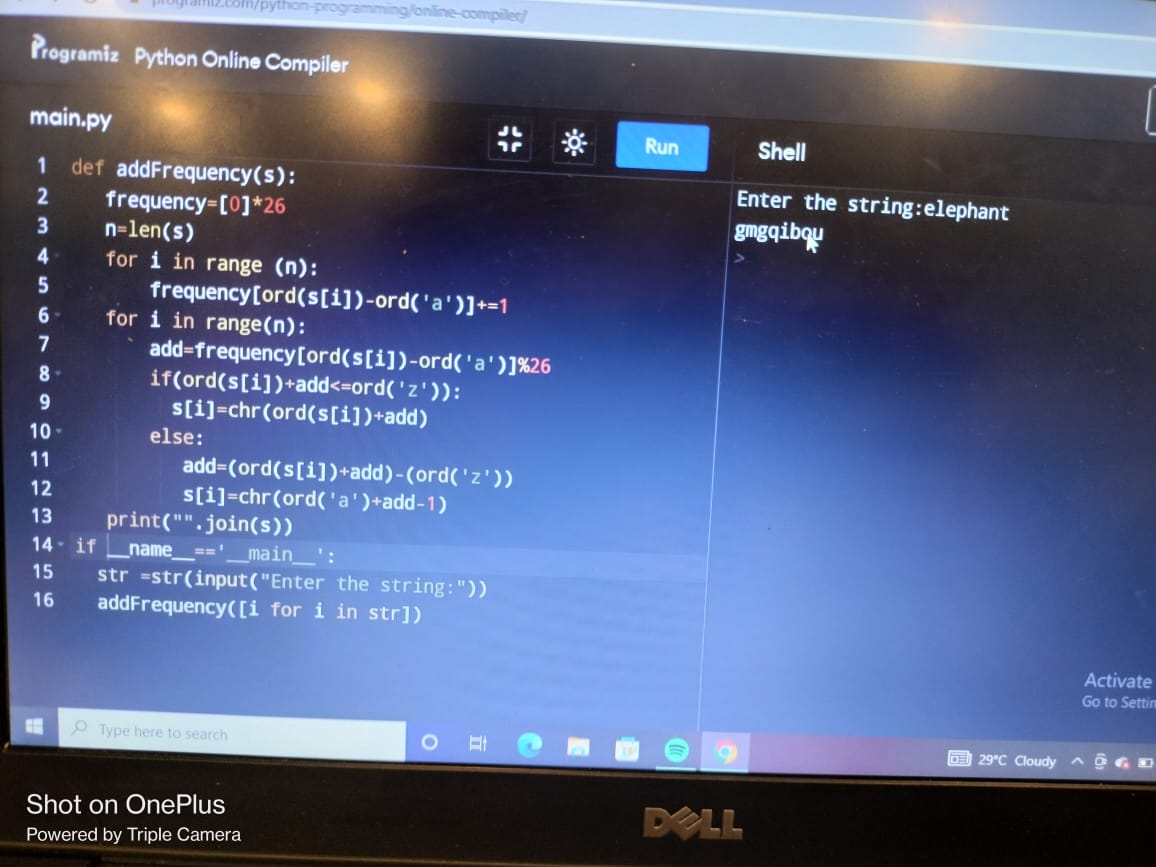 programiz.com/python-programming/online-compiler/
Programiz Python Online Compiler
main.py
Run
Shell
1 def addFrequency(s):
2 frequency=[0]*26
3 n=len(s)
4 for i in range (n):
5 frequency[ord(s[i])-ord('a')]+=1
6 for i in range(n):
7 add=frequency[ord(s[i])-ord('a')]%26
8 if(ord(s[i])+add<=ord('z')):
9 s[i]=chr(ord(s[i])+add)
10 else:
11 add=(ord(s[i])+add)-(ord('z'))
12 s[i]=chr(ord('a')+add-1)
13 print("".join(s))
14 if __name__=='__main__':
15 str =str(input("Enter the string:"))
16 addFrequency([i for i in str])
Enter the string:elephant
gmgqibou
>
Activate
Go to Settin
Type here to search
29°C Cloudy
Shot on OnePlus
Powered by Triple Camera
DELL